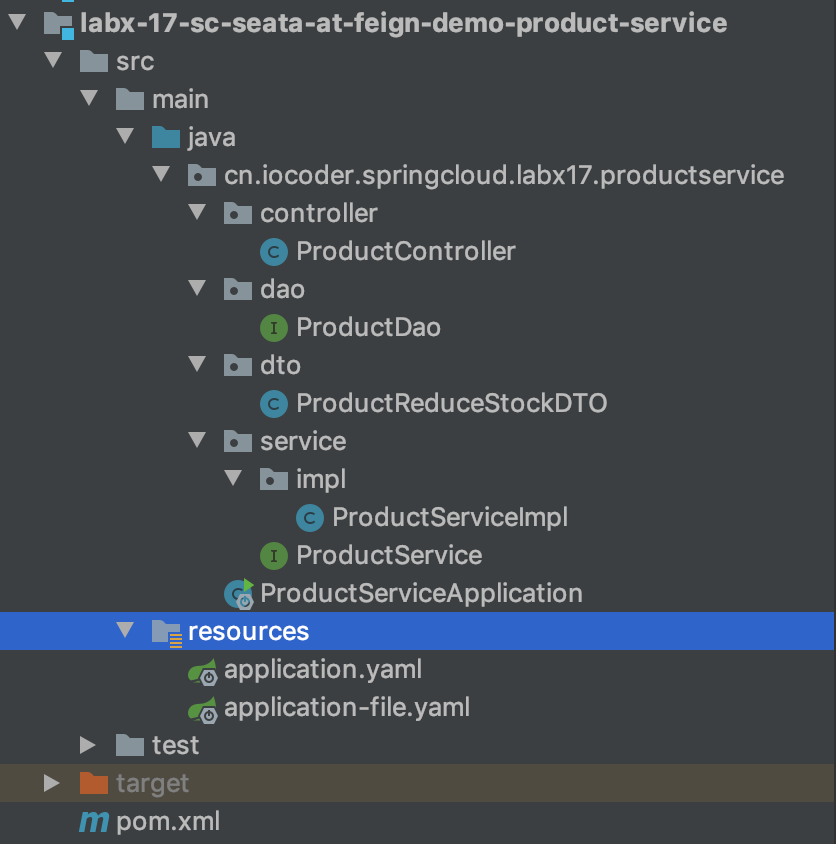 labx-17-sc-seata-at-feign-demo-product-service
src
main
java
cn.iocoder.springcloud.labx17.productservice
controller
C ProductController
dao
I ProductDao
dto
C ProductReduceStockDTO
service
impl
C ProductServiceImpl
I ProductService
ProductServiceApplication
resources
application.yaml
application-file.yaml
test
target
m pom.xml